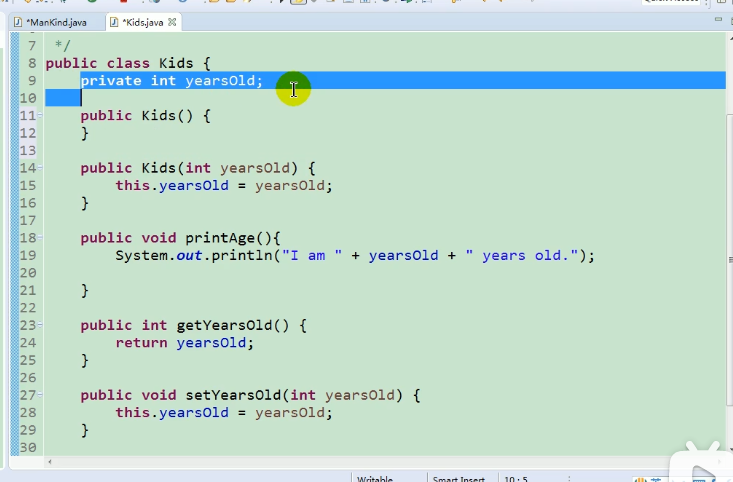 *ManKind.java *Kids.java
7 */
8 public class Kids {
9 private int yearsOld;
10
11 public Kids() {
12 }
13
14 public Kids(int yearsOld) {
15 this.yearsOld = yearsOld;
16 }
17
18 public void printAge(){
19 System.out.println("I am " + yearsOld + " years old.");
20
21 }
22
23 public int getYearsOld() {
24 return yearsOld;
25 }
26
27 public void setYearsOld(int yearsOld) {
28 this.yearsOld = yearsOld;
29 }
30
Writable Smart Insert 10 : 5